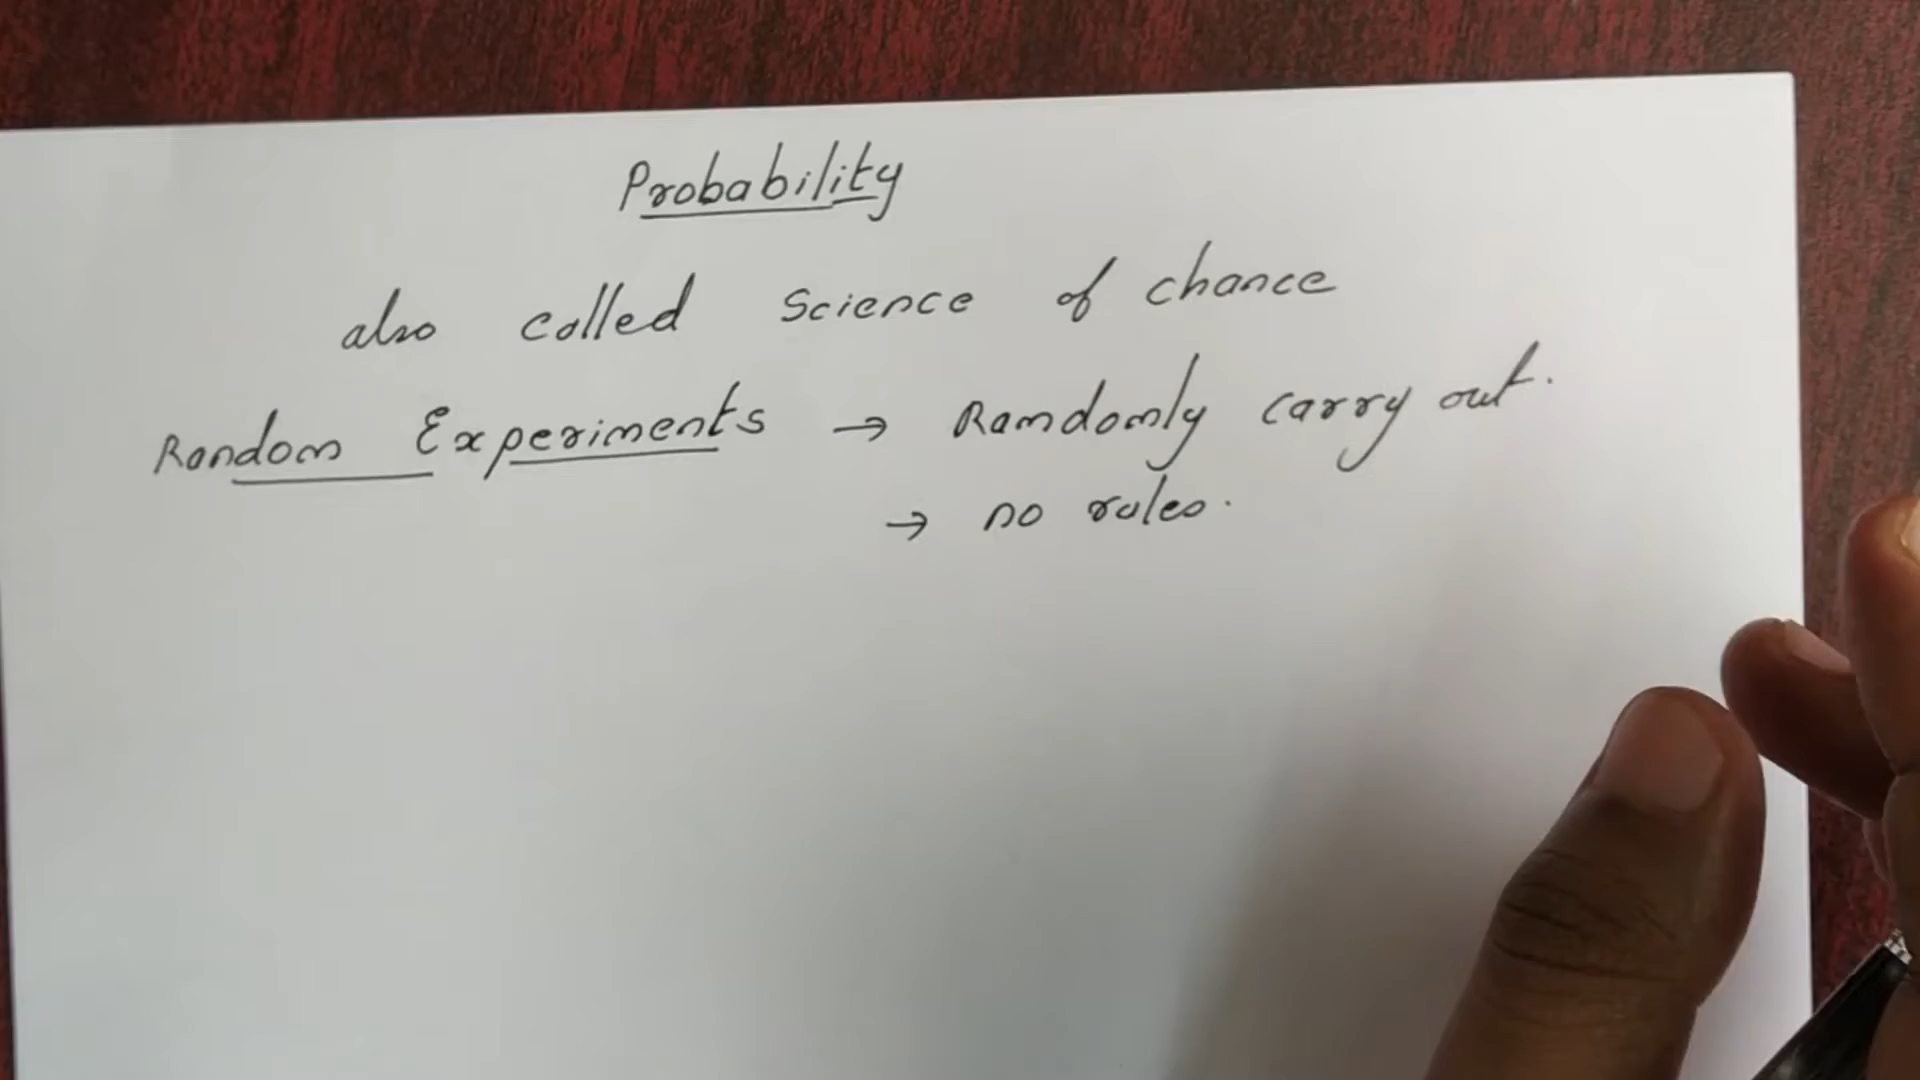 Probability
also called Science of chance
Random Experiments → Randomly carry out.
→ no rules.